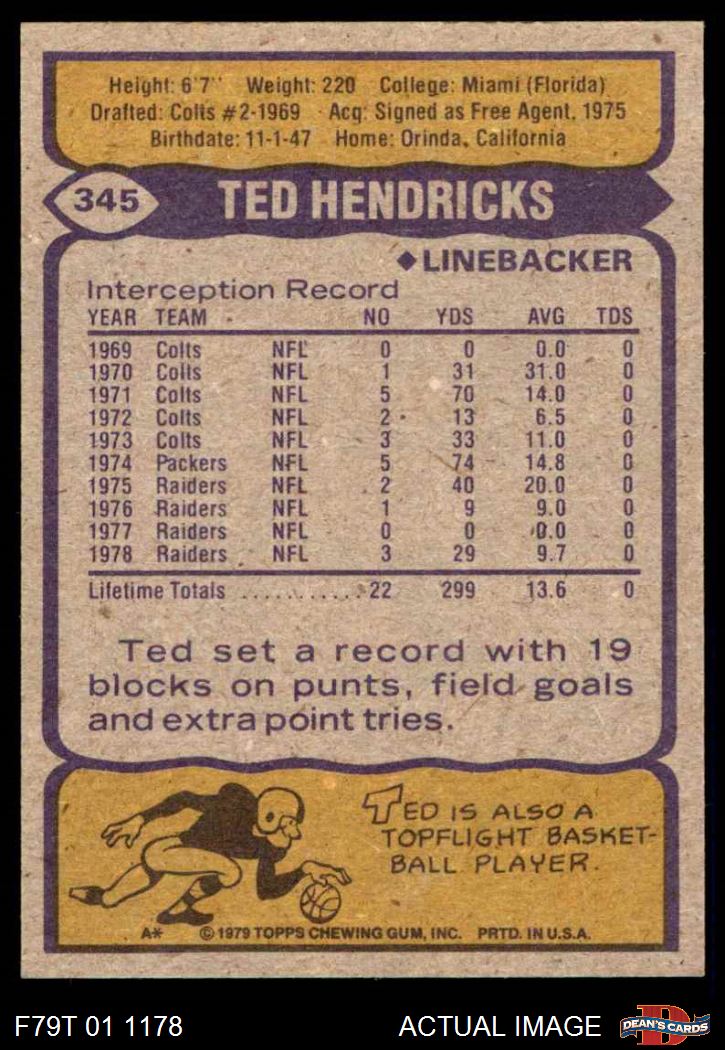 Height: 6'7'' Weight: 220 College: Miami (Florida)
Drafted: Colts #2-1969 Acq: Signed as Free Agent, 1975
Birthdate: 11-1-47 Home: Orinda, California
345 TED HENDRICKS
◆LINEBACKER
Interception Record
YEAR TEAM NO YDS AVG TDS
1969 Colts NFL 0 0 0.0 0
1970 Colts NFL 1 31 31.0 0
1971 Colts NFL 5 70 14.0 0
1972 Colts NFL 2 13 6.5 0
1973 Colts NFL 3 33 11.0 0
1974 Packers NFL 5 74 14.8 0
1975 Raiders NFL 2 40 20.0 0
1976 Raiders NFL 1 9 9.0 0
1977 Raiders NFL 0 0 0.0 0
1978 Raiders NFL 3 29 9.7 0
Lifetime Totals ........... 22 299 13.6 0
Ted set a record with 19
blocks on punts, field goals
and extra point tries.
TED IS ALSO A
TOPFLIGHT BASKET-
BALL PLAYER.
A* © 1979 TOPPS CHEWING GUM, INC. PRTD. IN U.S.A.
F79T 01 1178 ACTUAL IMAGE D DEAN'S CARDS